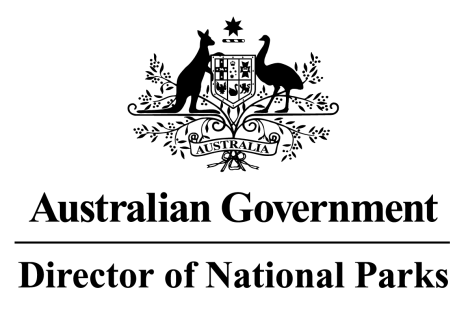 AUSTRALIA
Australian Government
Director of National Parks